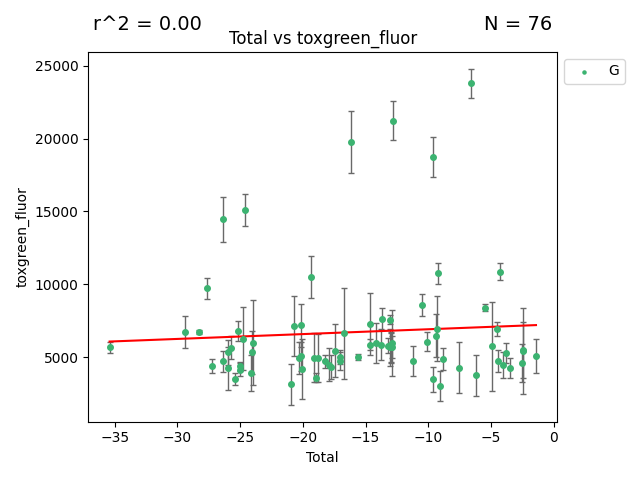 r^2 = 0.00
N = 76
Total vs toxgreen_fluor
G
25000
20000
15000
10000
5000
toxgreen_fluor
−35
−30
−25
−20
−15
−10
−5
0
Total